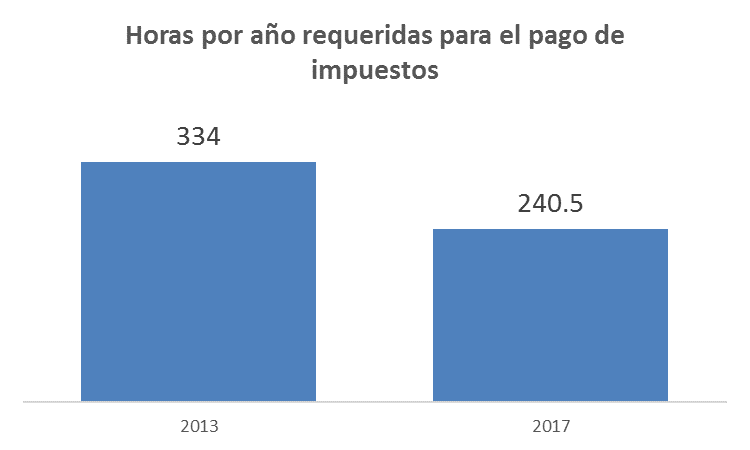 Horas por año requeridas para el pago de
impuestos
334
240.5
2013
2017